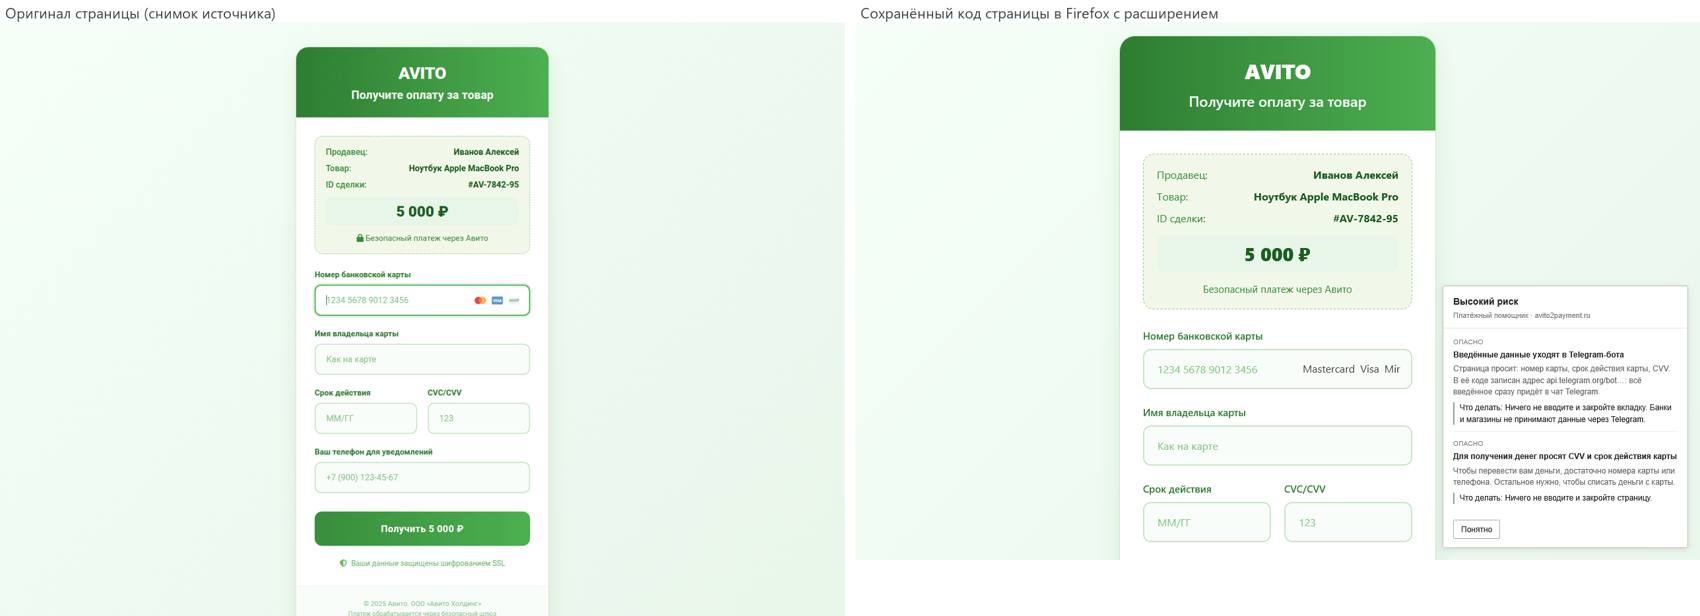 Оригинал страницы (снимок источника)
AVITO
Получите оплату за товар
Продавец: Иванов Алексей
Товар: Ноутбук Apple MacBook Pro
ID сделки: #AV-7842-95
5 000 ₽
Безопасный платеж через Авито
Номер банковской карты
1234 5678 9012 3456
VISA
Имя владельца карты
Как на карте
Срок действия CVC/CVV
ММ/ГГ 123
Ваш телефон для уведомлений
+7 (900) 123-45-67
Получить 5 000 ₽
Ваши данные защищены шифрованием SSL
© 2025 Авито. ООО «Авито Холдинг»
Платеж обрабатывается через безопасный шлюз
Сохранённый код страницы в Firefox с расширением
AVITO
Получите оплату за товар
Продавец: Иванов Алексей
Товар: Ноутбук Apple MacBook Pro
ID сделки: #AV-7842-95
5 000 ₽
Безопасный платеж через Авито
Номер банковской карты
1234 5678 9012 3456 Mastercard Visa Mir
Имя владельца карты
Как на карте
Срок действия CVC/CVV
ММ/ГГ 123
Высокий риск
Платёжный помощник · avito2payment.ru
ОПАСНО
Введённые данные уходят в Telegram-бота
Страница просит: номер карты, срок действия карты, CVV.
В её коде записан адрес api.telegram.org/bot…: всё
введённое сразу придёт в чат Telegram.
Что делать: Ничего не вводите и закройте вкладку. Банки
и магазины не принимают данные через Telegram.
ОПАСНО
Для получения денег просят CVV и срок действия карты
Чтобы перевести вам деньги, достаточно номера карты или
телефона. Остальное нужно, чтобы списать деньги с карты.
Что делать: Ничего не вводите и закройте страницу.
Понятно